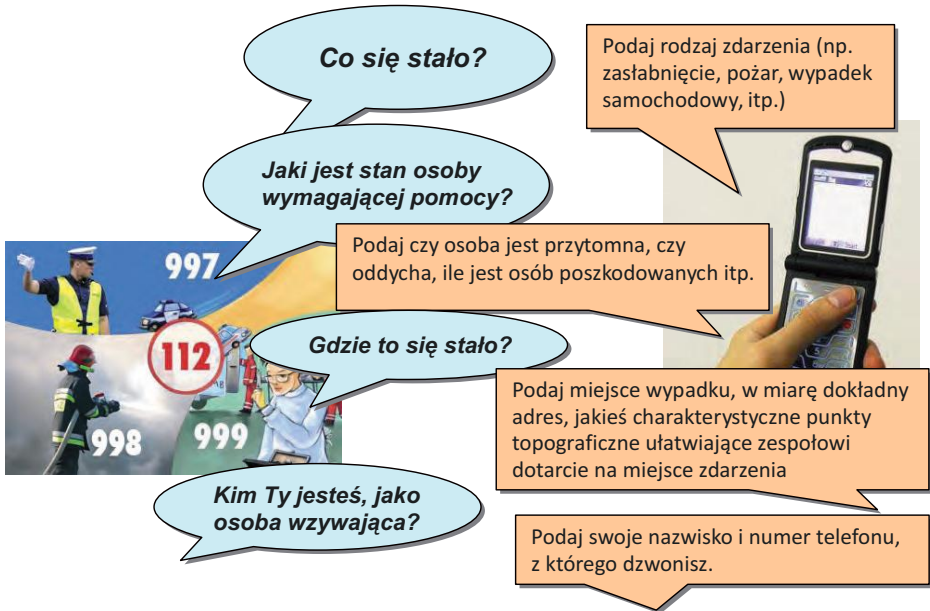 Co się stało?
Podaj rodzaj zdarzenia (np.
zasłabnięcie, pożar, wypadek
samochodowy, itp.)
Jaki jest stan osoby
wymagającej pomocy?
Podaj czy osoba jest przytomna, czy
oddycha, ile jest osób poszkodowanych itp.
997
112
998
999
Gdzie to się stało?
Podaj miejsce wypadku, w miarę dokładny
adres, jakieś charakterystyczne punkty
topograficzne ułatwiające zespołowi
dotarcie na miejsce zdarzenia
Kim Ty jesteś, jako
osoba wzywająca?
Podaj swoje nazwisko i numer telefonu,
z którego dzwonisz.